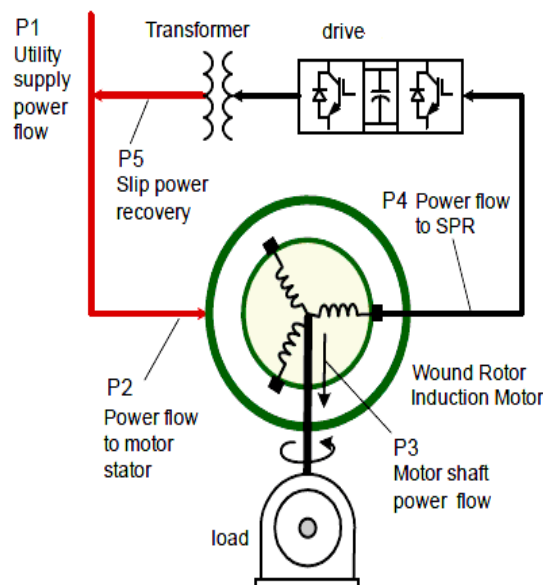 P1
Utility
supply
power
flow
Transformer
drive
P5
Slip power
recovery
P4 Power flow
to SPR
P2
Power flow
to motor
stator
Wound Rotor
Induction Motor
P3
Motor shaft
power flow
load